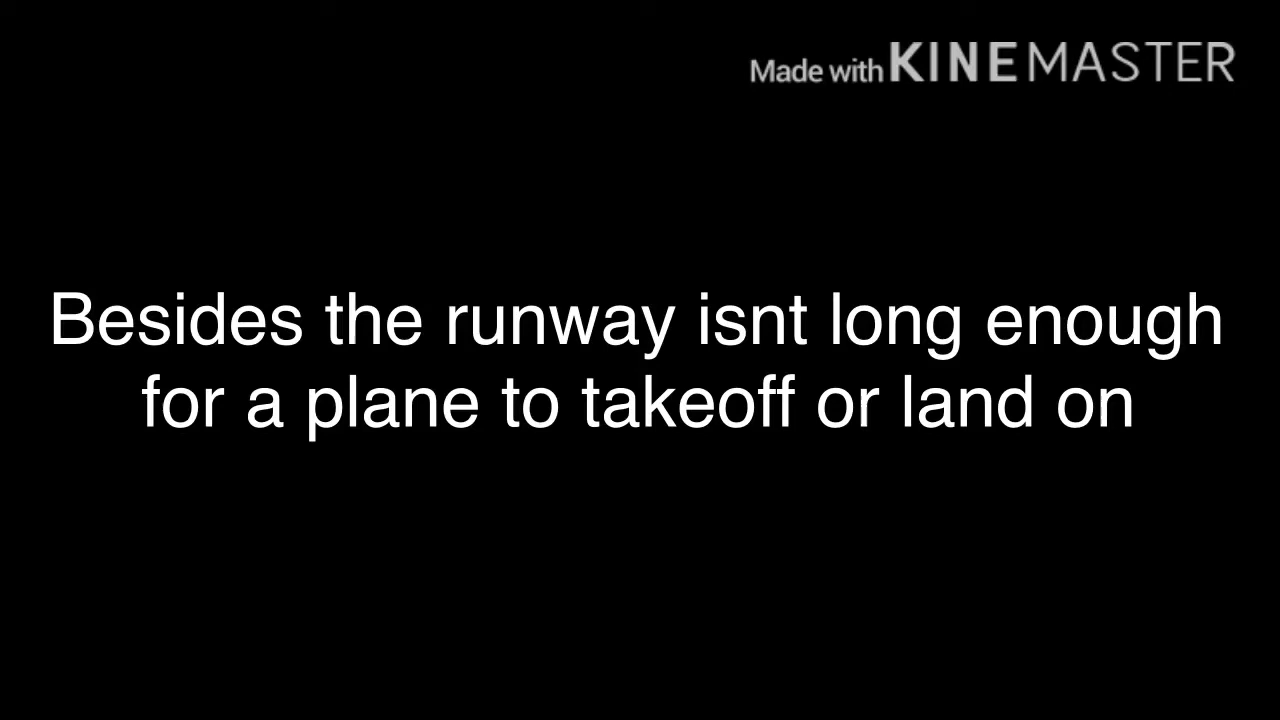 Made with KINEMASTER
Besides the runway isnt long enough
for a plane to takeoff or land on